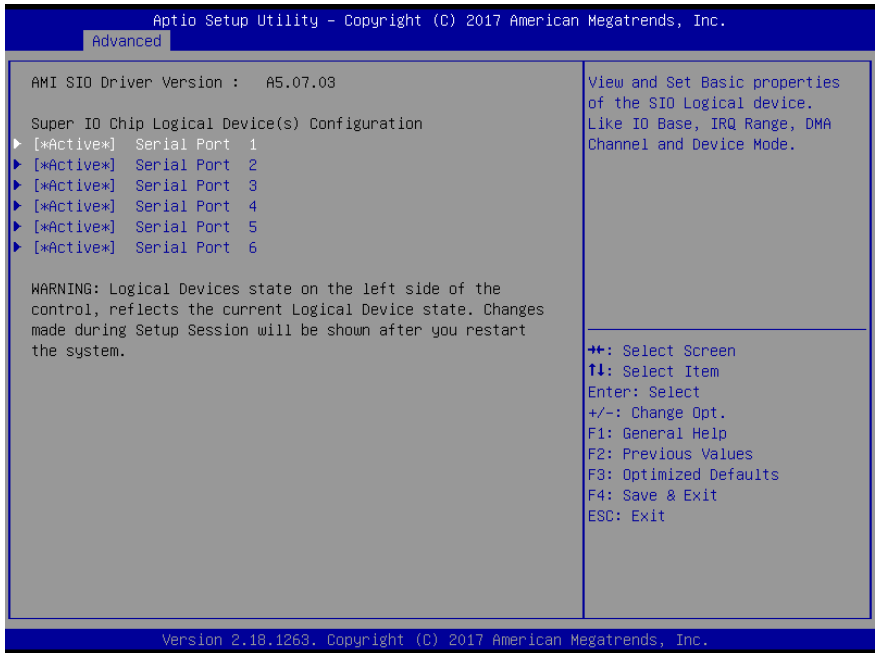 Aptio Setup Utility – Copyright (C) 2017 American Megatrends, Inc.
Advanced
AMI SIO Driver Version :   A5.07.03
Super IO Chip Logical Device(s) Configuration
[*Active*]  Serial Port  1
[*Active*]  Serial Port  2
[*Active*]  Serial Port  3
[*Active*]  Serial Port  4
[*Active*]  Serial Port  5
[*Active*]  Serial Port  6
WARNING: Logical Devices state on the left side of the
control, reflects the current Logical Device state. Changes
made during Setup Session will be shown after you restart
the system.
View and Set Basic properties
of the SIO Logical device.
Like IO Base, IRQ Range, DMA
Channel and Device Mode.
→←: Select Screen
↑↓: Select Item
Enter: Select
+/-: Change Opt.
F1: General Help
F2: Previous Values
F3: Optimized Defaults
F4: Save & Exit
ESC: Exit
Version 2.18.1263. Copyright (C) 2017 American Megatrends, Inc.